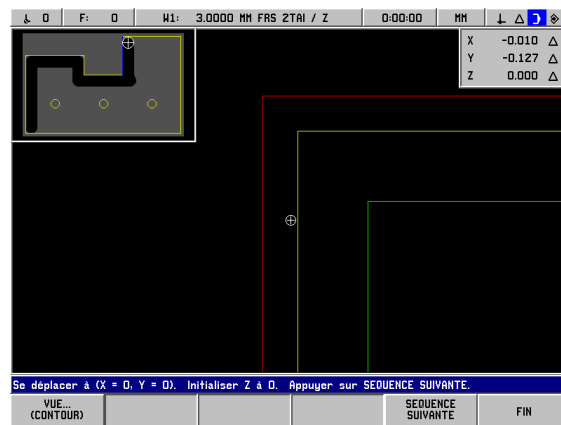 0 F: 0 W1: 3.0000 MM FRS 2TAI / Z 0:00:00 MM
X -0.010
Y -0.127
Z 0.000
Se déplacer à (X = 0, Y = 0). Initialiser Z à 0. Appuyer sur SEQUENCE SUIVANTE.
VUE...
(CONTOUR)
SEQUENCE
SUIVANTE
FIN